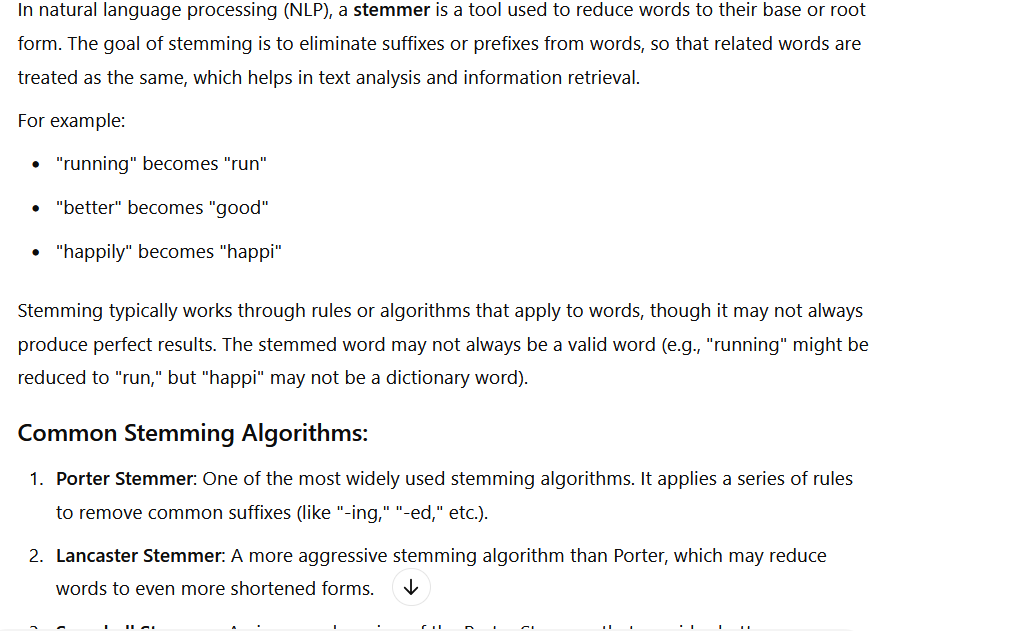 In natural language processing (NLP), a stemmer is a tool used to reduce words to their base or root
form. The goal of stemming is to eliminate suffixes or prefixes from words, so that related words are
treated as the same, which helps in text analysis and information retrieval.
For example:
• "running" becomes "run"
• "better" becomes "good"
• "happily" becomes "happi"
Stemming typically works through rules or algorithms that apply to words, though it may not always
produce perfect results. The stemmed word may not always be a valid word (e.g., "running" might be
reduced to "run," but "happi" may not be a dictionary word).
Common Stemming Algorithms:
1. Porter Stemmer: One of the most widely used stemming algorithms. It applies a series of rules
to remove common suffixes (like "-ing," "-ed," etc.).
2. Lancaster Stemmer: A more aggressive stemming algorithm than Porter, which may reduce
words to even more shortened forms.